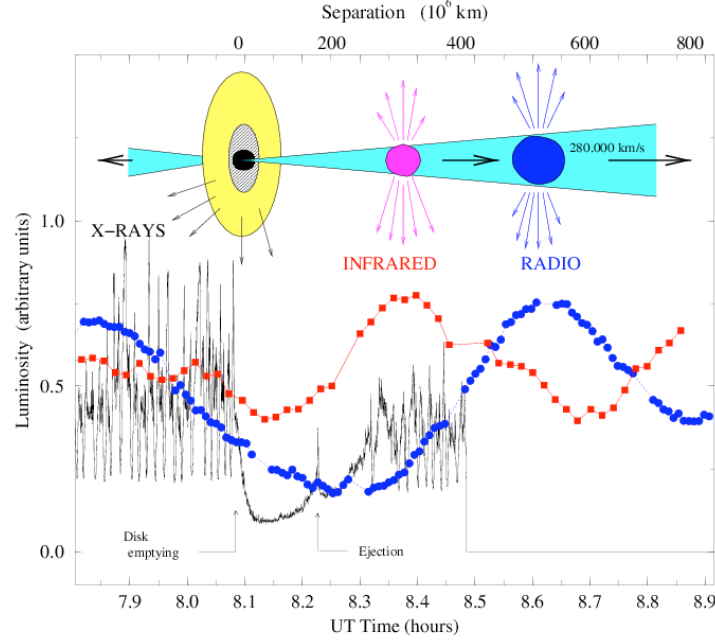 Separation (10⁶ km)
0 200 200 400 600 800
280.000 km/s
1.0
X−RAYS
INFRARED
RADIO
Luminosity (arbitrary units)
0.5
Disk
emptying
Ejection
0.0
7.9 8.0 8.1 8.2 8.3 8.4 8.5 8.6 8.7 8.8 8.9
UT Time (hours)